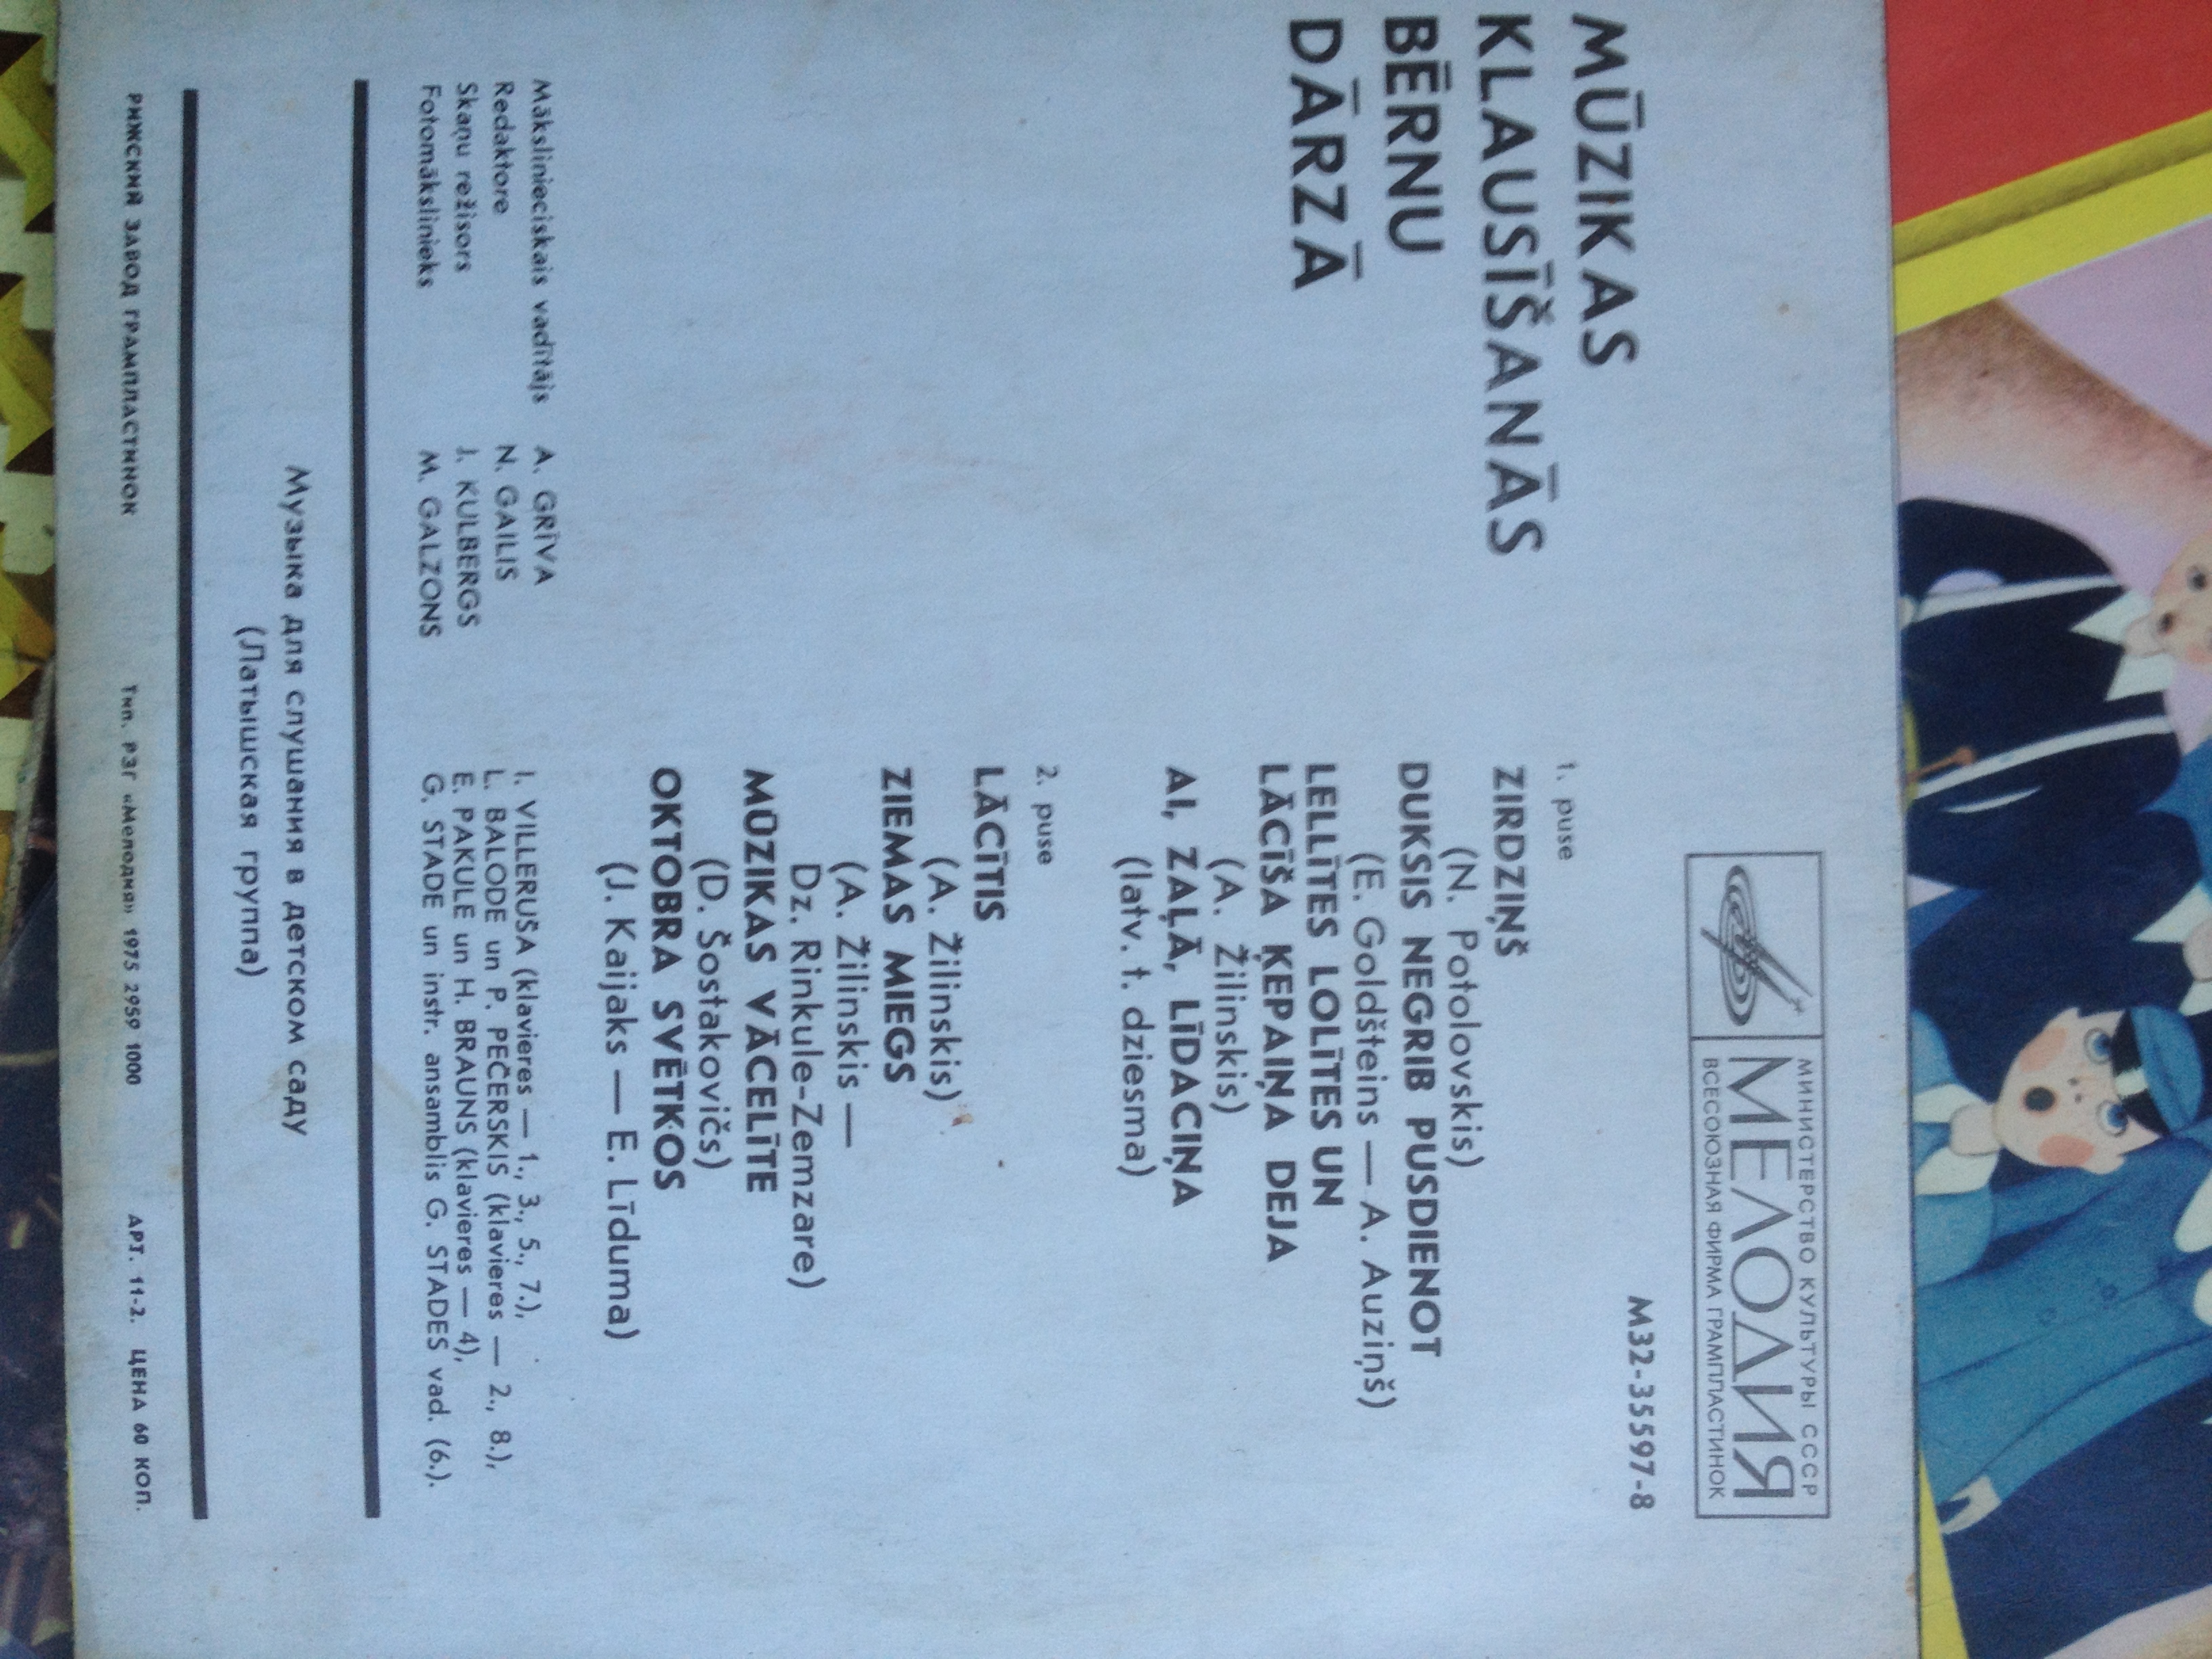 МИНИСТЕРСТВО КУЛЬТУРЫ СССР
МЕЛОДИЯ
ВСЕСОЮЗНАЯ ФИРМА ГРАМПЛАСТИНОК
M32-35597-8
MŪZIKAS
KLAUSĪŠANĀS
BĒRNU
DĀRZĀ
1. puse
ZIRDZIŅŠ
(N. Potolovskis)
DUKSIS NEGRIB PUSDIENOT
(E. Goldšteins — A. Auziņš)
LELLĪTES LOLĪTES UN
LĀCĪŠA ĶEPAIŅA DEJA
(A. Žilinskis)
AI, ZAĻĀ, LĪDACIŅA
(latv. t. dziesma)
2. puse
LĀCĪTIS
(A. Žilinskis)
ZIEMAS MIEGS
(A. Žilinskis —
Dz. Rinkule-Zemzare)
MŪZIKAS VĀCELĪTE
(D. Šostakovičs)
OKTOBRA SVĒTKOS
(J. Kaijaks — E. Līduma)
Mākslinieciskais vadītājs A. GRĪVA
Redaktore N. GAILIS
Skaņu režisors J. KULBERGS
Fotomākslinieks M. GALZONS
I. VILLERUŠA (klavieres — 1., 3., 5., 7.),
L. BALODE un P. PEČERSKIS (klavieres — 2., 8.),
E. PAKULE un H. BRAUNS (klavieres — 4),
G. STADE un instr. ansamblis G. STADES vad. (6.).
Музыка для слушания в детском саду
(Латышская группа)
РИЖСКИЙ ЗАВОД ГРАМПЛАСТИНОК Тип. РЗГ «Мелодия» 1975 2959 1000 АРТ. 11-2. ЦЕНА 60 КОП.